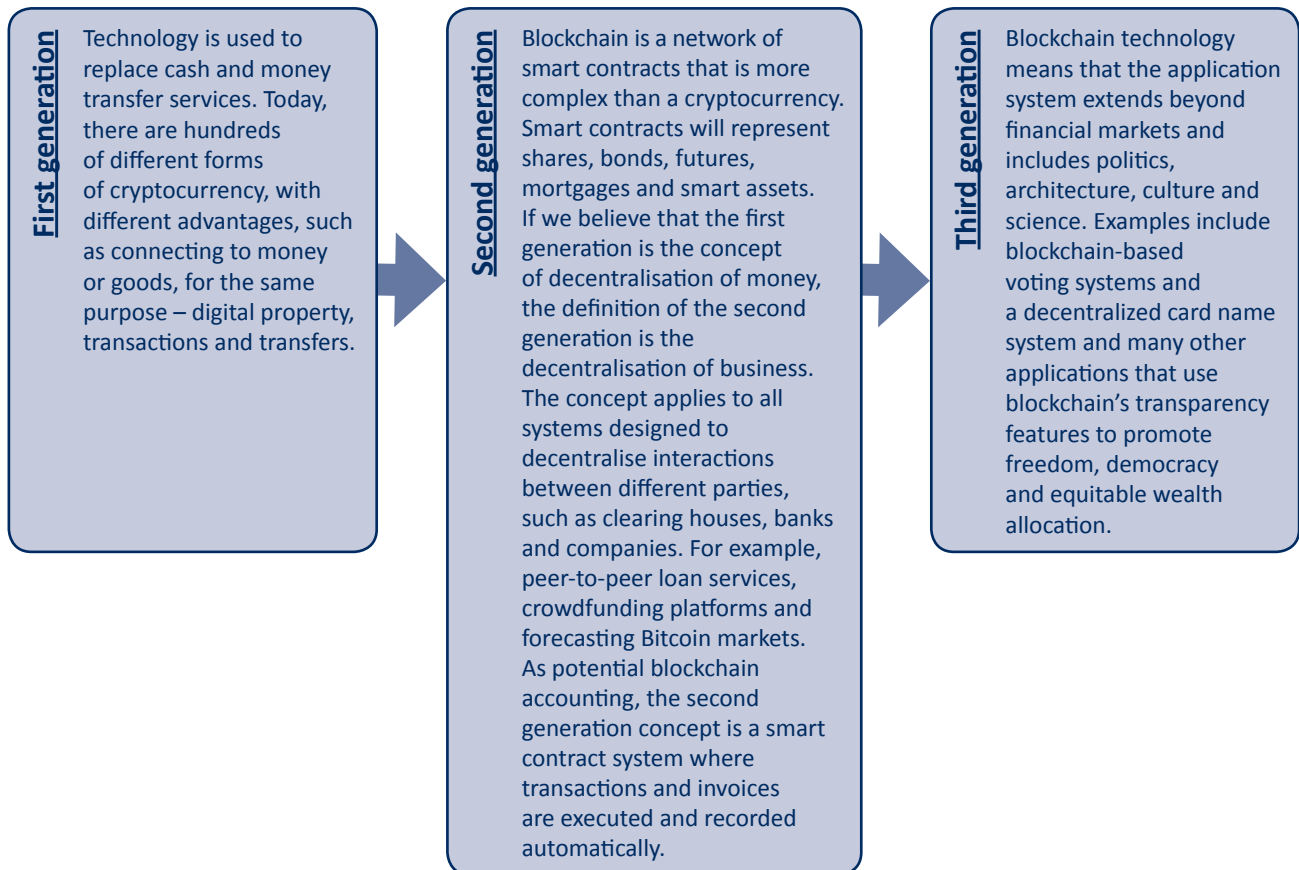 First generation
Technology is used to
replace cash and money
transfer services. Today,
there are hundreds
of different forms
of cryptocurrency, with
different advantages, such
as connecting to money
or goods, for the same
purpose – digital property,
transactions and transfers.
Second generation
Blockchain is a network of
smart contracts that is more
complex than a cryptocurrency.
Smart contracts will represent
shares, bonds, futures,
mortgages and smart assets.
If we believe that the first
generation is the concept
of decentralisation of money,
the definition of the second
generation is the
decentralisation of business.
The concept applies to all
systems designed to
decentralise interactions
between different parties,
such as clearing houses, banks
and companies. For example,
peer-to-peer loan services,
crowdfunding platforms and
forecasting Bitcoin markets.
As potential blockchain
accounting, the second
generation concept is a smart
contract system where
transactions and invoices
are executed and recorded
automatically.
Third generation
Blockchain technology
means that the application
system extends beyond
financial markets and
includes politics,
architecture, culture and
science. Examples include
blockchain-based
voting systems and
a decentralized card name
system and many other
applications that use
blockchain’s transparency
features to promote
freedom, democracy
and equitable wealth
allocation.